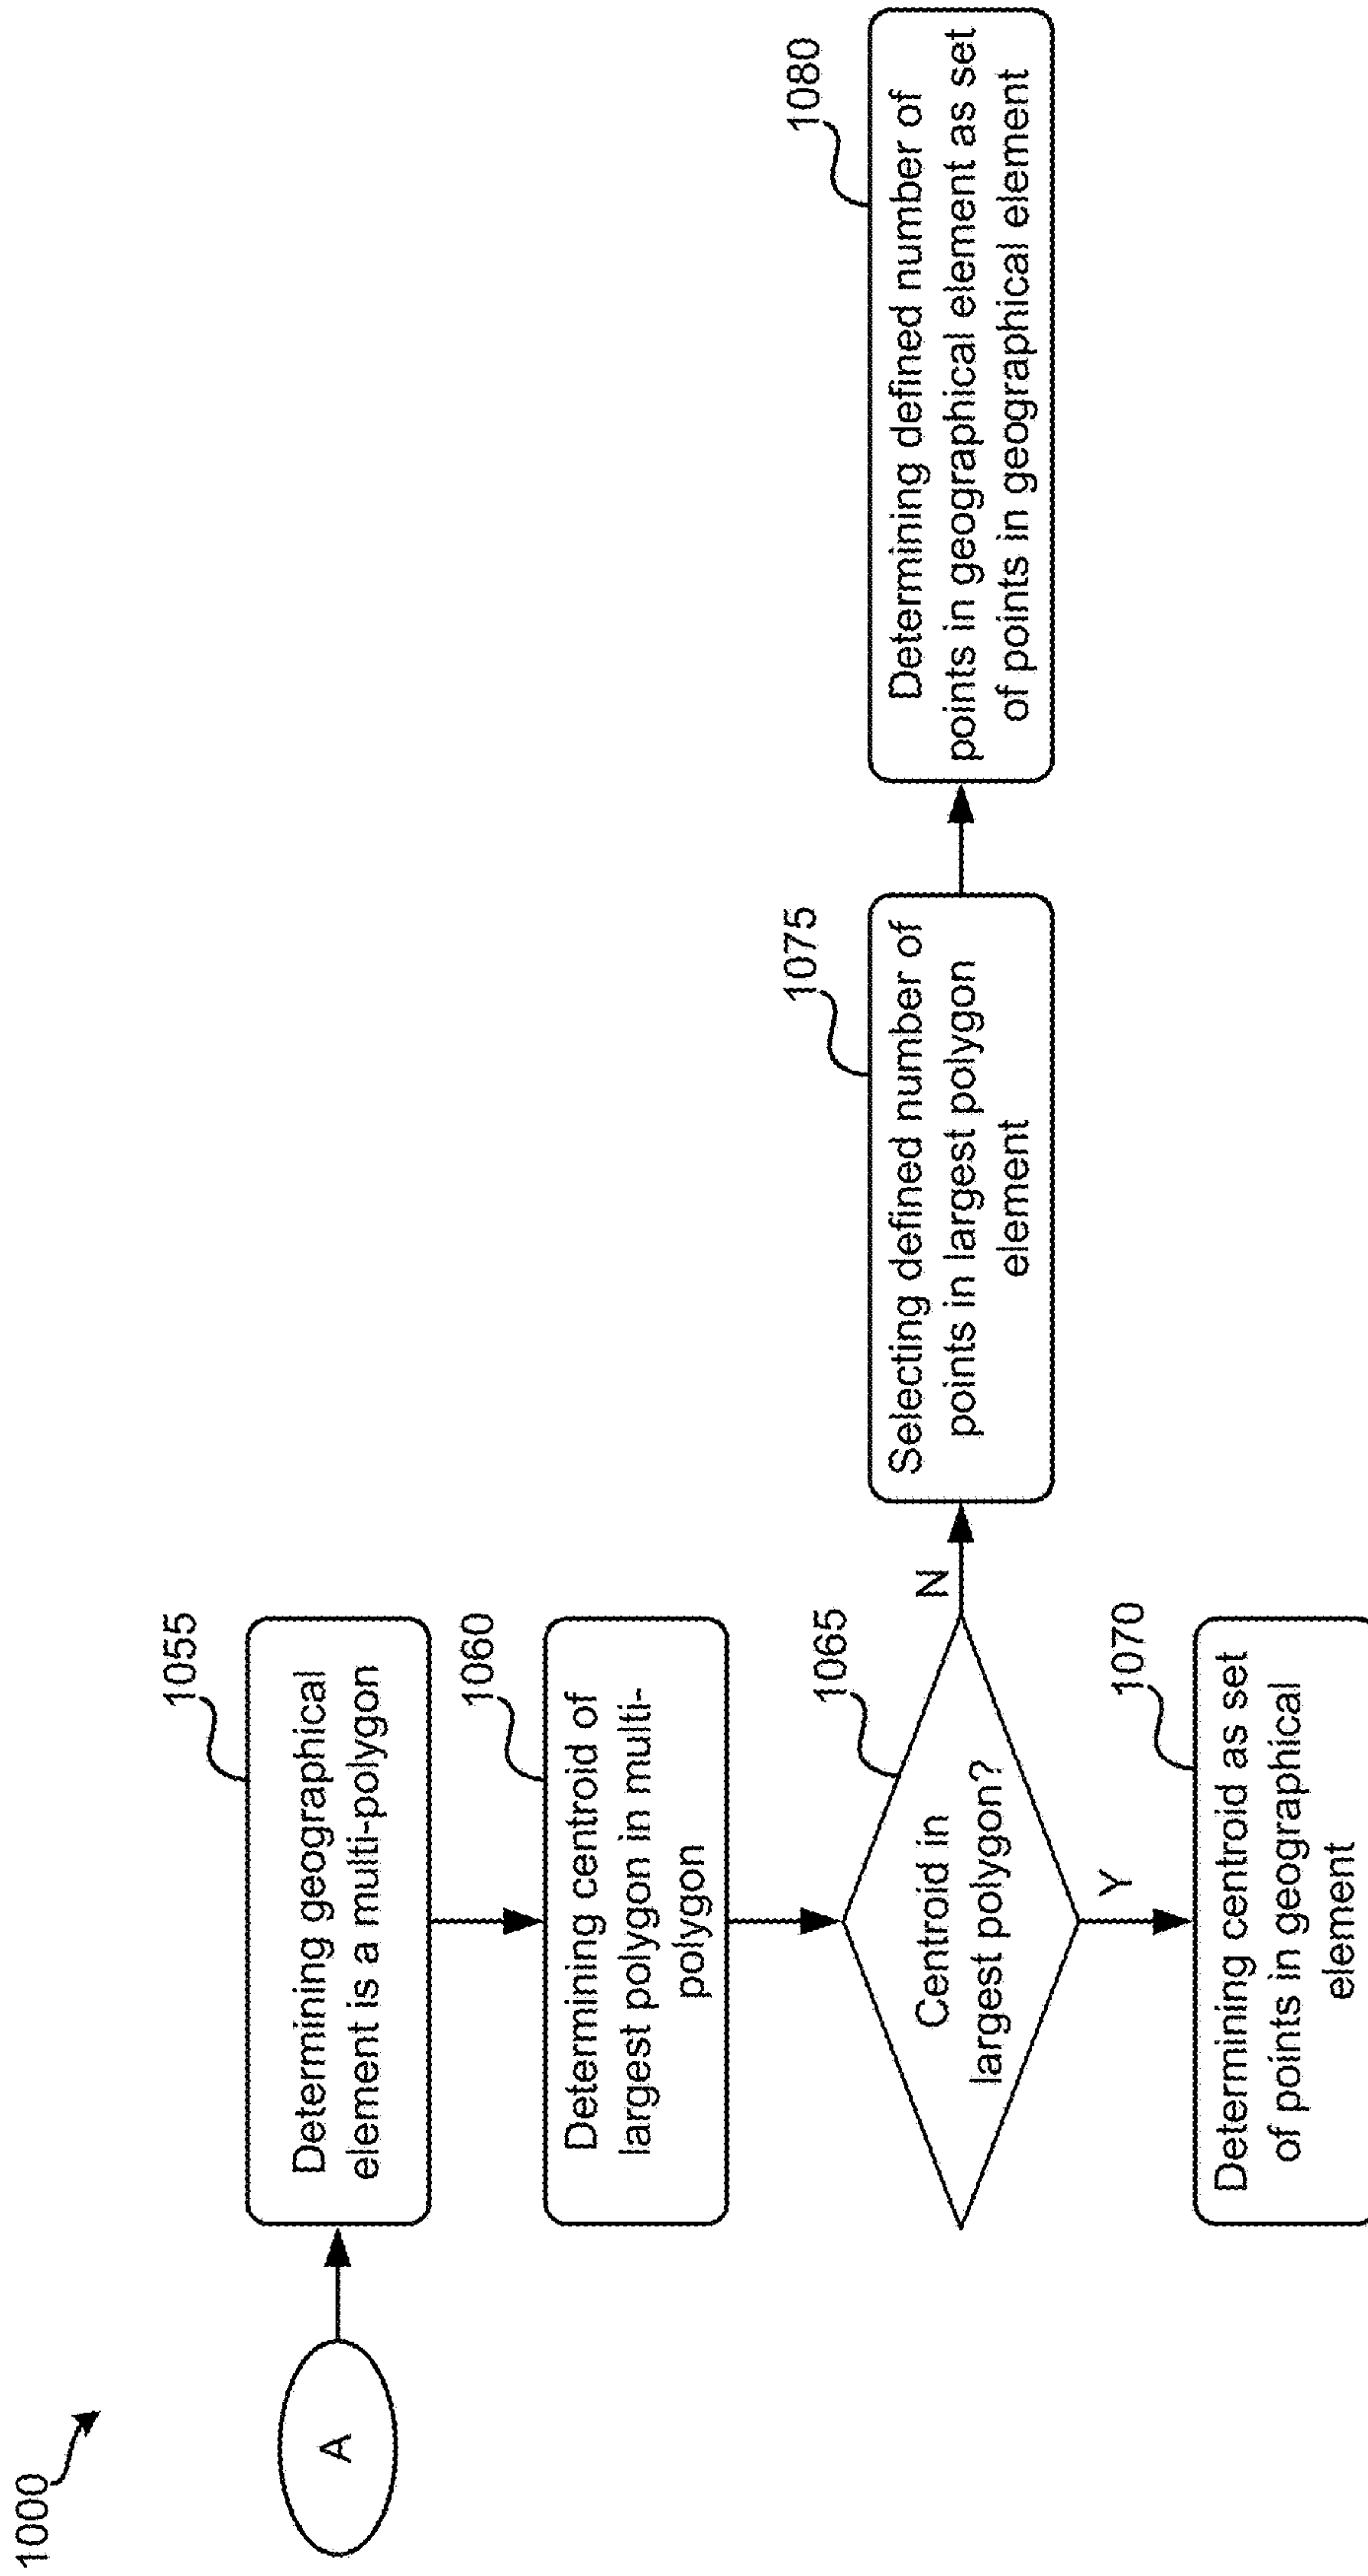 1000
A
1055
Determining geographical
element is a multi-polygon
1060
Determining centroid of
largest polygon in multi-
polygon
1065
Centroid in
largest polygon?
N
Y
1070
Determining centroid as set
of points in geographical
element
1075
Selecting defined number of
points in largest polygon
element
1080
Determining defined number of
points in geographical element as set
of points in geographical element